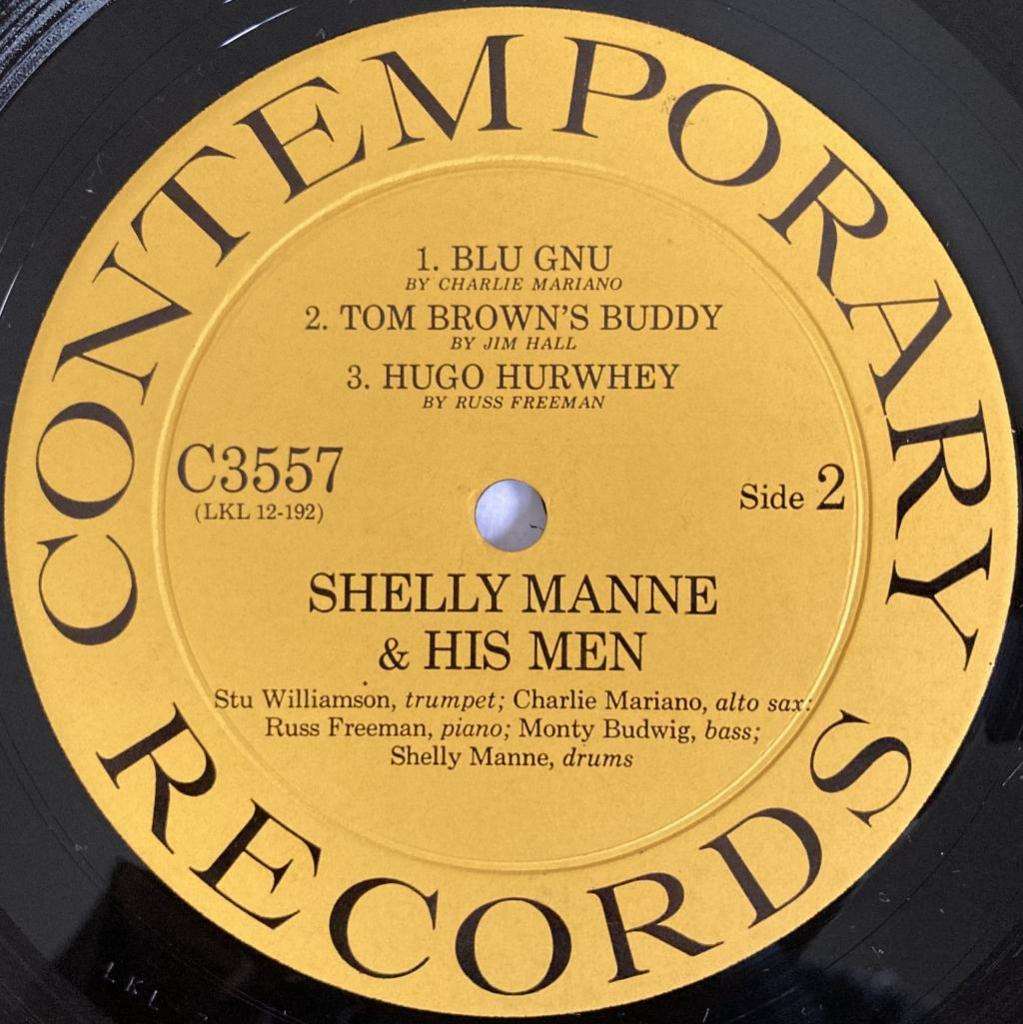 CONTEMPORARY
1. BLU GNU
BY CHARLIE MARIANO
2. TOM BROWN'S BUDDY
BY JIM HALL
3. HUGO HURWHEY
BY RUSS FREEMAN
C3557
(LKL 12-192)
Side 2
SHELLY MANNE
& HIS MEN
Stu Williamson, trumpet; Charlie Mariano, alto sax;
Russ Freeman, piano; Monty Budwig, bass;
Shelly Manne, drums
RECORDS
LKL